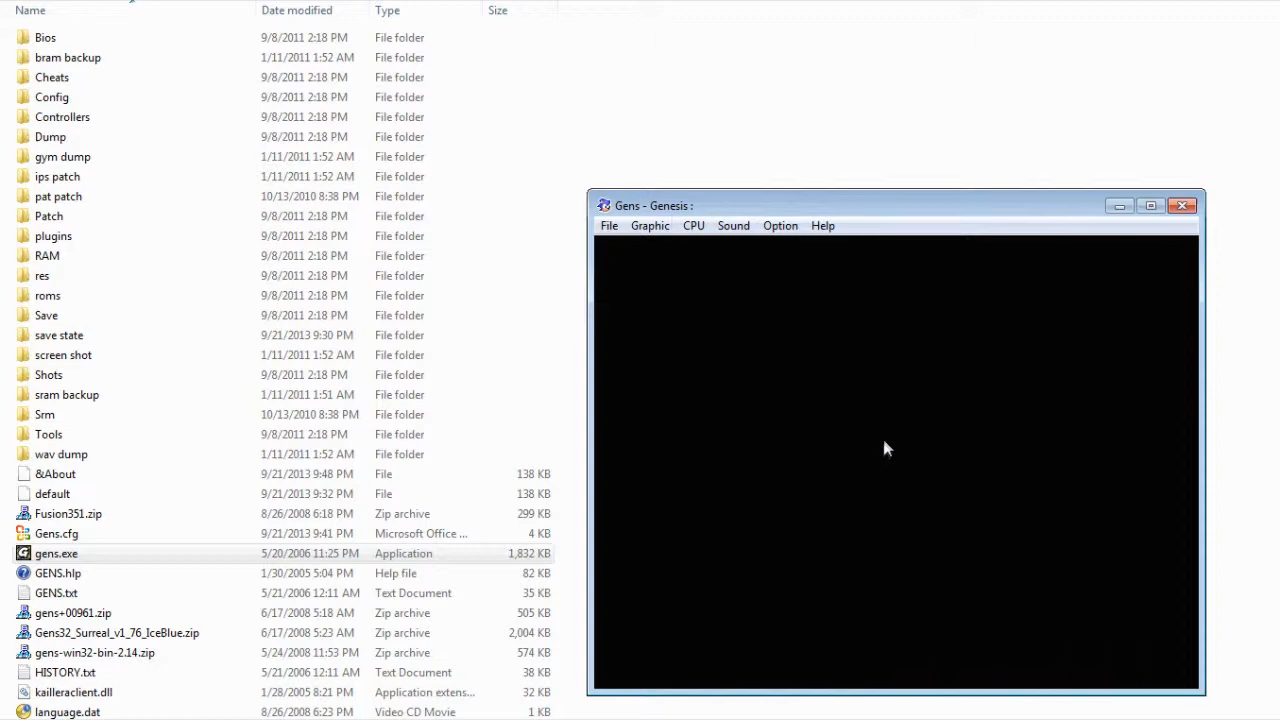 Name Date modified Type Size
Bios 9/8/2011 2:18 PM File folder
bram backup 1/11/2011 1:52 AM File folder
Cheats 9/8/2011 2:18 PM File folder
Config 9/8/2011 2:18 PM File folder
Controllers 9/8/2011 2:18 PM File folder
Dump 9/8/2011 2:18 PM File folder
gym dump 1/11/2011 1:52 AM File folder
ips patch 1/11/2011 1:52 AM File folder
pat patch 10/13/2010 8:38 PM File folder
Patch 9/8/2011 2:18 PM File folder
plugins 9/8/2011 2:18 PM File folder
RAM 9/8/2011 2:18 PM File folder
res 9/8/2011 2:18 PM File folder
roms 9/8/2011 2:18 PM File folder
Save 9/8/2011 2:18 PM File folder
save state 9/21/2013 9:30 PM File folder
screen shot 1/11/2011 1:52 AM File folder
Shots 9/8/2011 2:18 PM File folder
sram backup 1/11/2011 1:51 AM File folder
Srm 10/13/2010 8:38 PM File folder
Tools 9/8/2011 2:18 PM File folder
wav dump 1/11/2011 1:52 AM File folder
&About 9/21/2013 9:48 PM File 138 KB
default 9/21/2013 9:32 PM File 138 KB
Fusion351.zip 8/26/2008 6:18 PM Zip archive 299 KB
Gens.cfg 9/21/2013 9:41 PM Microsoft Office ... 4 KB
gens.exe 5/20/2006 11:25 PM Application 1,832 KB
GENS.hlp 1/30/2005 5:04 PM Help file 82 KB
GENS.txt 5/21/2006 12:11 AM Text Document 35 KB
gens+00961.zip 6/17/2008 5:18 AM Zip archive 505 KB
Gens32_Surreal_v1_76_IceBlue.zip 6/17/2008 5:23 AM Zip archive 2,004 KB
gens-win32-bin-2.14.zip 5/24/2008 11:53 PM Zip archive 574 KB
HISTORY.txt 5/21/2006 12:11 AM Text Document 38 KB
kailleraclient.dll 1/28/2005 8:21 PM Application extens... 32 KB
language.dat 8/26/2008 6:23 PM Video CD Movie 1 KB
Gens - Genesis :
File Graphic CPU Sound Option Help